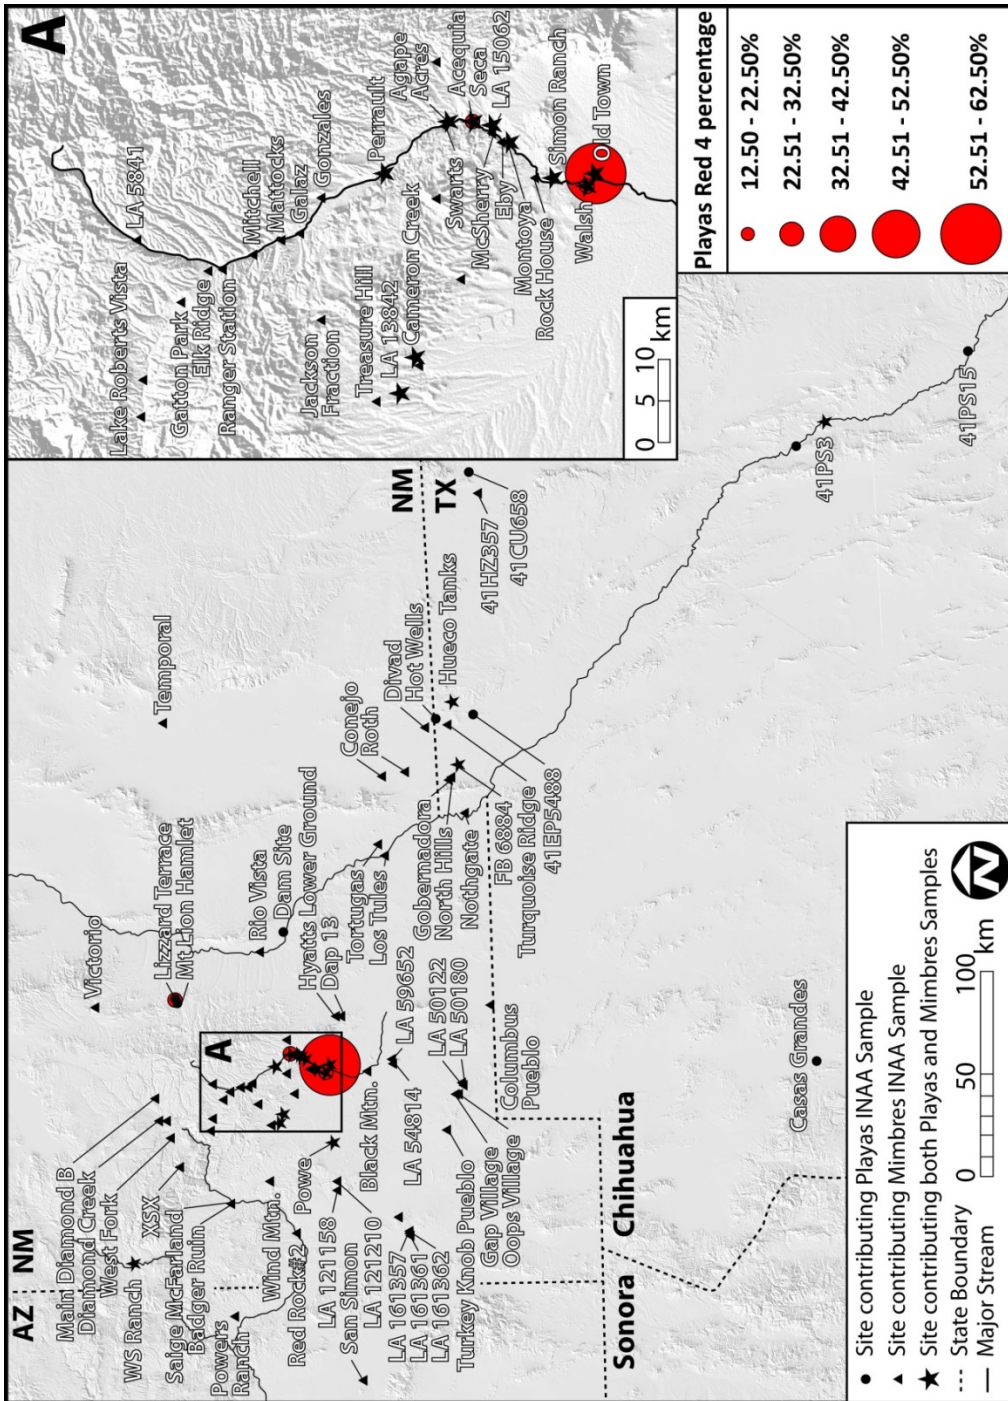 AZ
NM
Victorio
Main Diamond B
Diamond Creek
West Fork
WS Ranch
XSX
Saige McFarland
Badger Ruin
Powers
Ranch
Wind Mtn.
Red Rock#2
Powe
LA 121158
San Simon
LA 121210
Black Mtn.
LA 161357
LA 161361
LA 161362
Turkey Knob Pueblo
Gap Village
Oops Village
LA 54814
LA 59652
LA 50122
LA 50180
Columbus
Pueblo
Lizzard Terrace
Mt Lion Hamlet
Rio Vista
Dam Site
Hyatts Lower Ground
Dap 13
Tortugas
Los Tules
Temporal
Conejo
Roth
Divad
Hot Wells
Hueco Tanks
Gobernadora
North Hills
Nothgate
FB 6884
Turquoise Ridge
41EP5488
NM
TX
41HZ357
41CU658
41PS3
41PS15
Sonora
Chihuahua
Casas Grandes
A
A
Lake Roberts Vista
LA 5841
Gatton Park
Elk Ridge
Ranger Station
Mitchell
Mattocks
Galaz
Gonzales
Jackson
Fraction
Treasure Hill
LA 13842
Cameron Creek
Perrault
Swarts
Agape
Acres
Acequia
Seca
LA 15062
McSherry
Eby
Montoya
Rock House
Simon Ranch
Walsh
Old Town
0 5 10
km
Playas Red 4 percentage
12.50 - 22.50%
22.51 - 32.50%
32.51 - 42.50%
42.51 - 52.50%
52.51 - 62.50%
Site contributing Playas INAA Sample
Site contributing Mimbres INAA Sample
Site contributing both Playas and Mimbres Samples
State Boundary
Major Stream
0 50 100
km
N